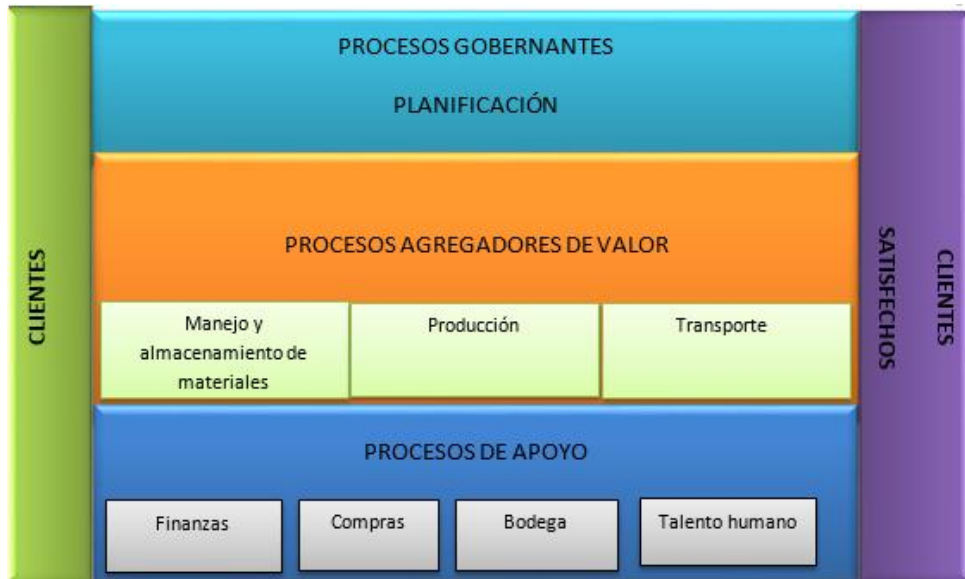 CLIENTES
PROCESOS GOBERNANTES
PLANIFICACIÓN
PROCESOS AGREGADORES DE VALOR
Manejo y
almacenamiento de
materiales
Producción
Transporte
PROCESOS DE APOYO
Finanzas
Compras
Bodega
Talento humano
CLIENTES
SATISFECHOS